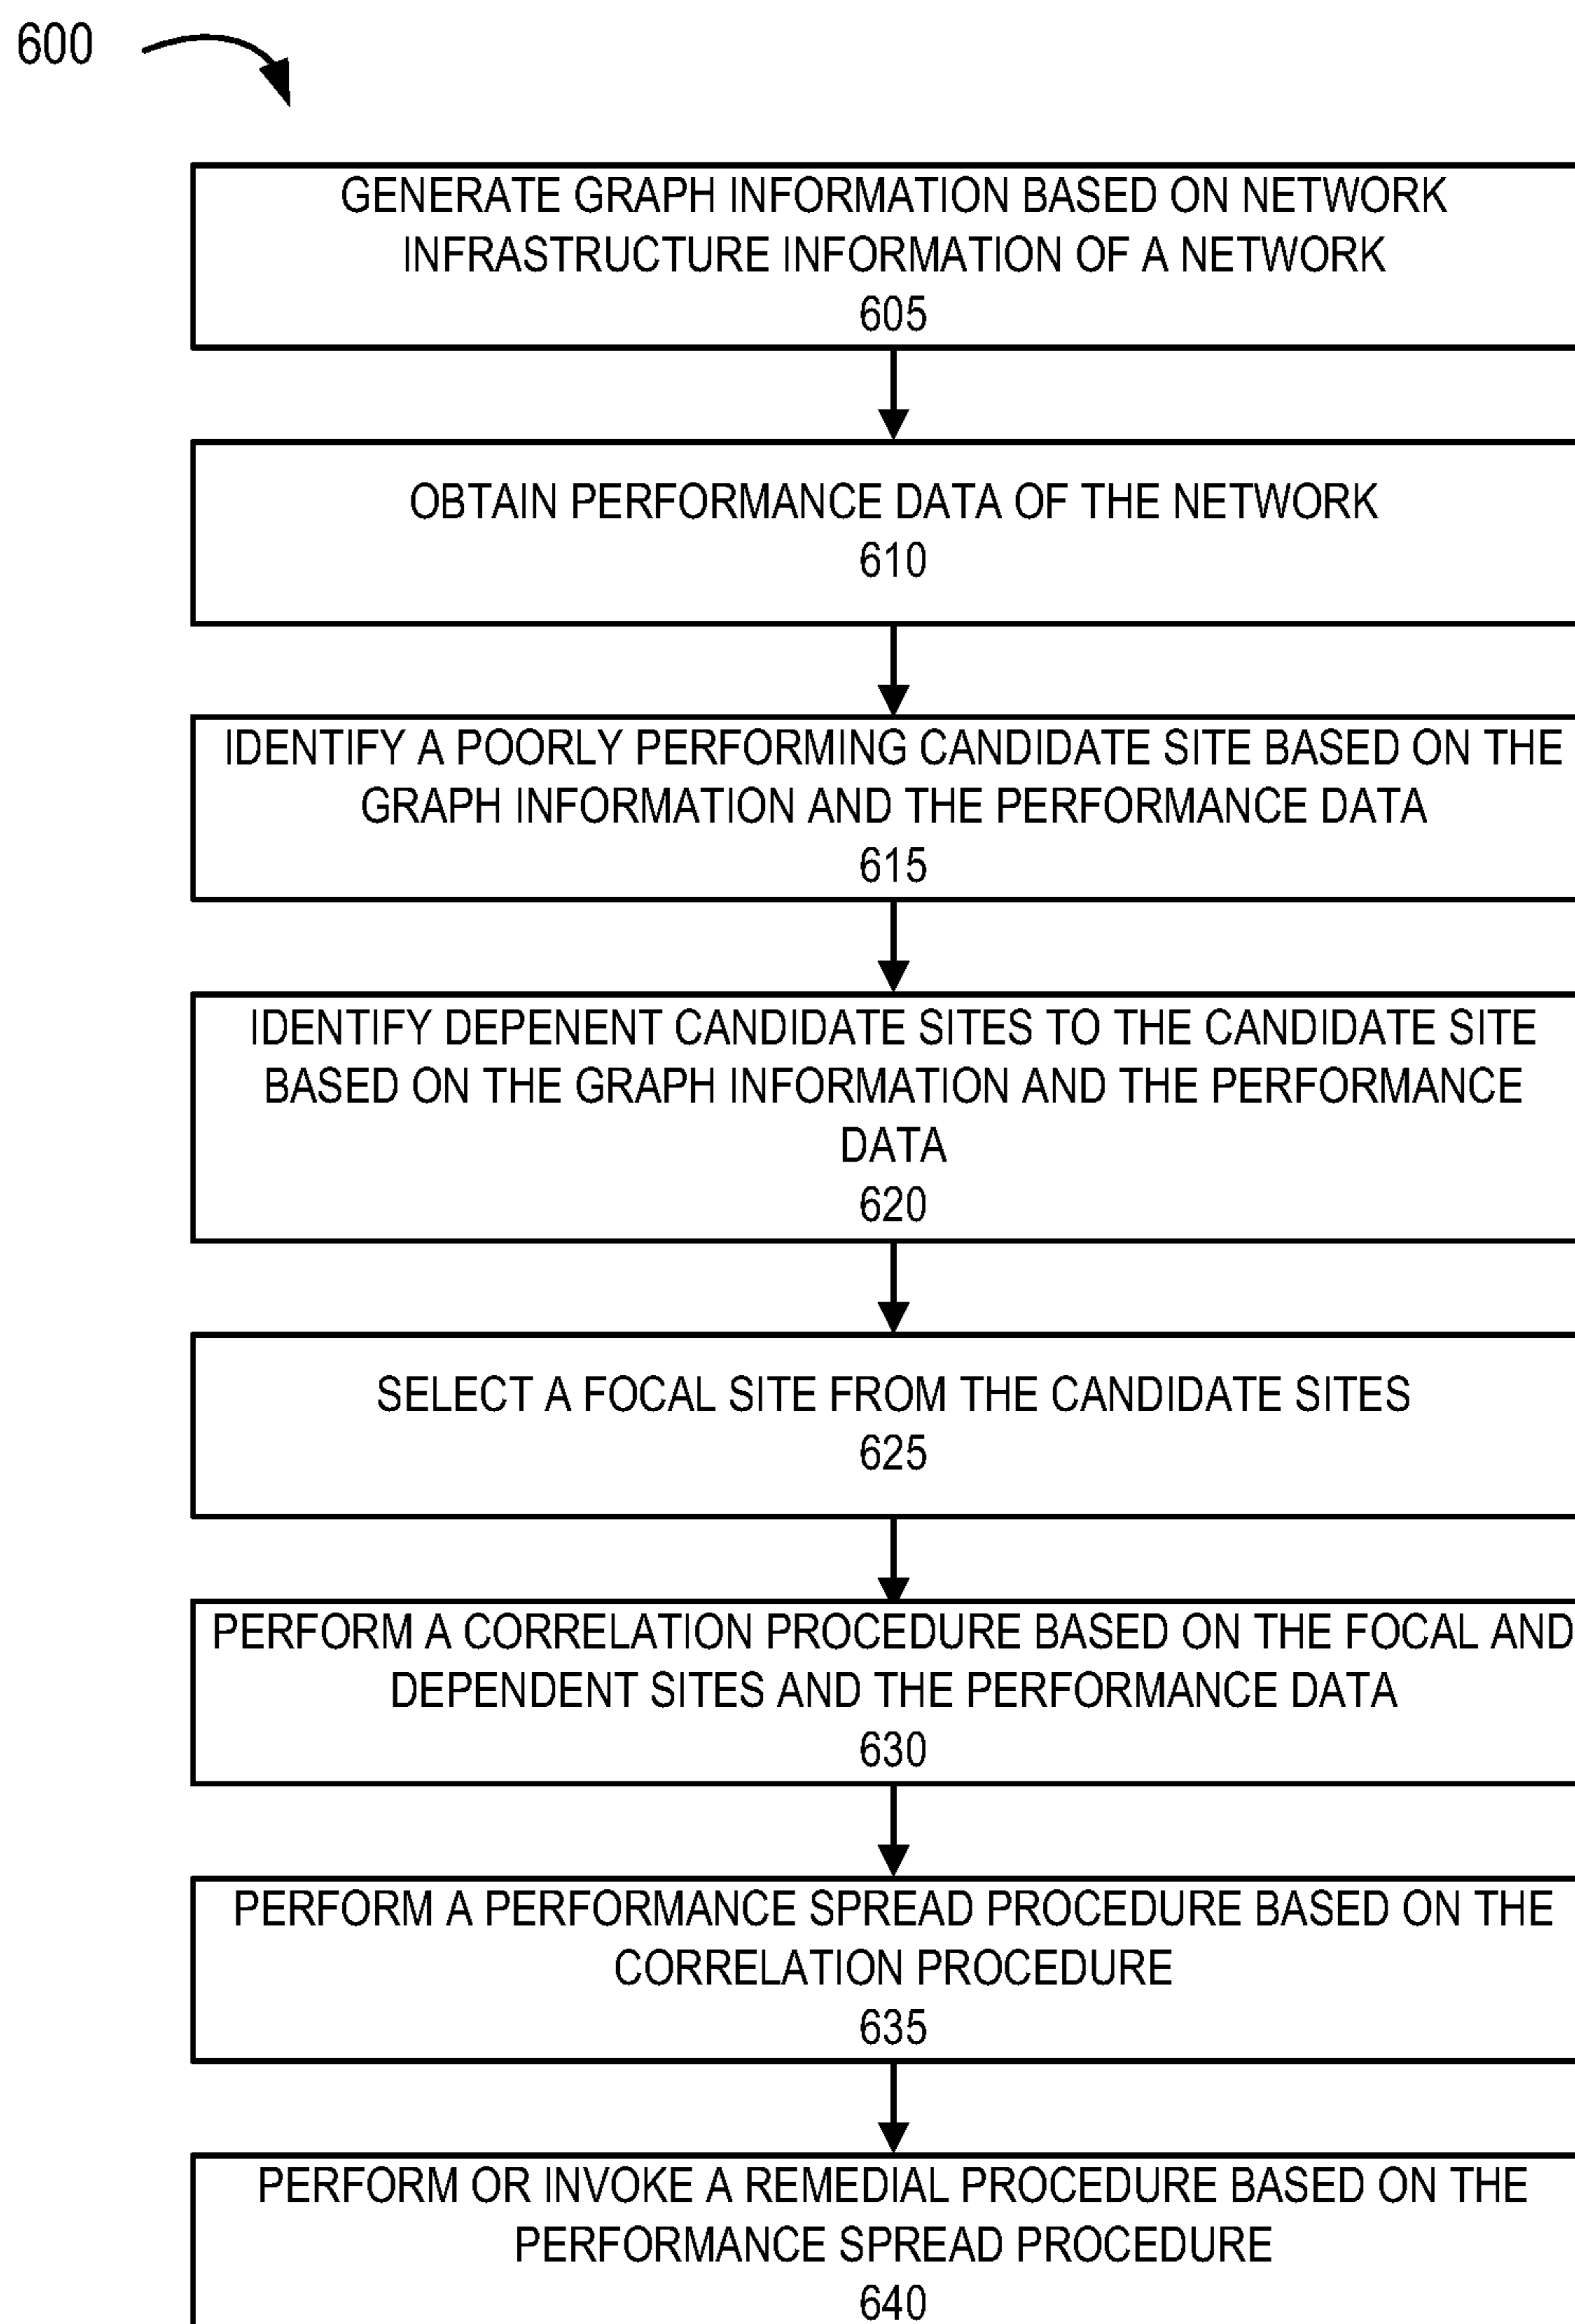 600
GENERATE GRAPH INFORMATION BASED ON NETWORK
INFRASTRUCTURE INFORMATION OF A NETWORK
605
OBTAIN PERFORMANCE DATA OF THE NETWORK
610
IDENTIFY A POORLY PERFORMING CANDIDATE SITE BASED ON THE
GRAPH INFORMATION AND THE PERFORMANCE DATA
615
IDENTIFY DEPENENT CANDIDATE SITES TO THE CANDIDATE SITE
BASED ON THE GRAPH INFORMATION AND THE PERFORMANCE
DATA
620
SELECT A FOCAL SITE FROM THE CANDIDATE SITES
625
PERFORM A CORRELATION PROCEDURE BASED ON THE FOCAL AND
DEPENDENT SITES AND THE PERFORMANCE DATA
630
PERFORM A PERFORMANCE SPREAD PROCEDURE BASED ON THE
CORRELATION PROCEDURE
635
PERFORM OR INVOKE A REMEDIAL PROCEDURE BASED ON THE
PERFORMANCE SPREAD PROCEDURE
640